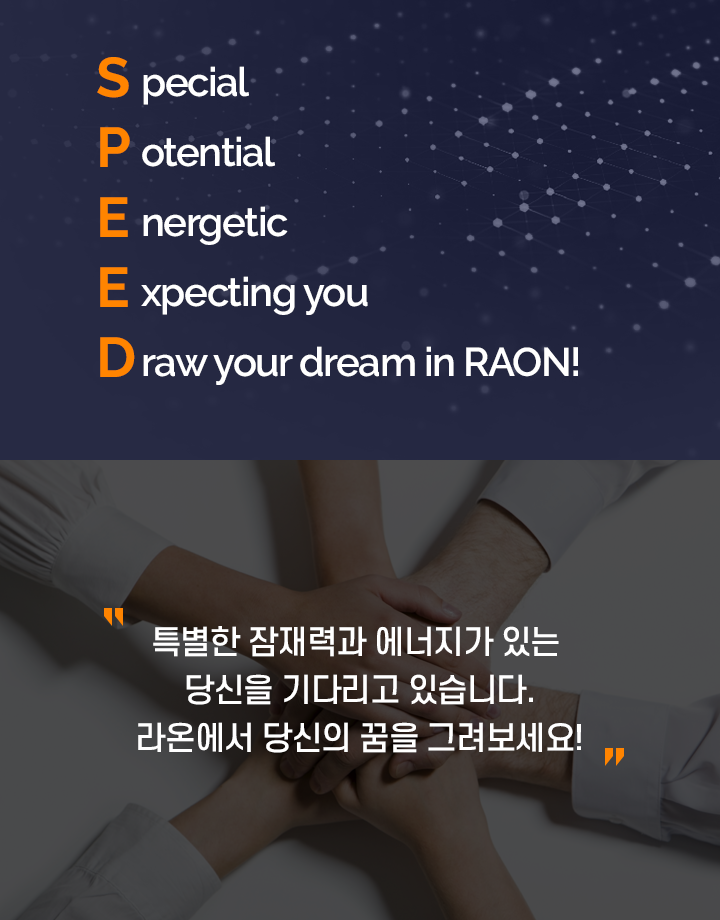 Special
Potential
Energetic
Expecting you
Draw your dream in RAON!
"특별한 잠재력과 에너지가 있는
당신을 기다리고 있습니다.
라온에서 당신의 꿈을 그려보세요!"